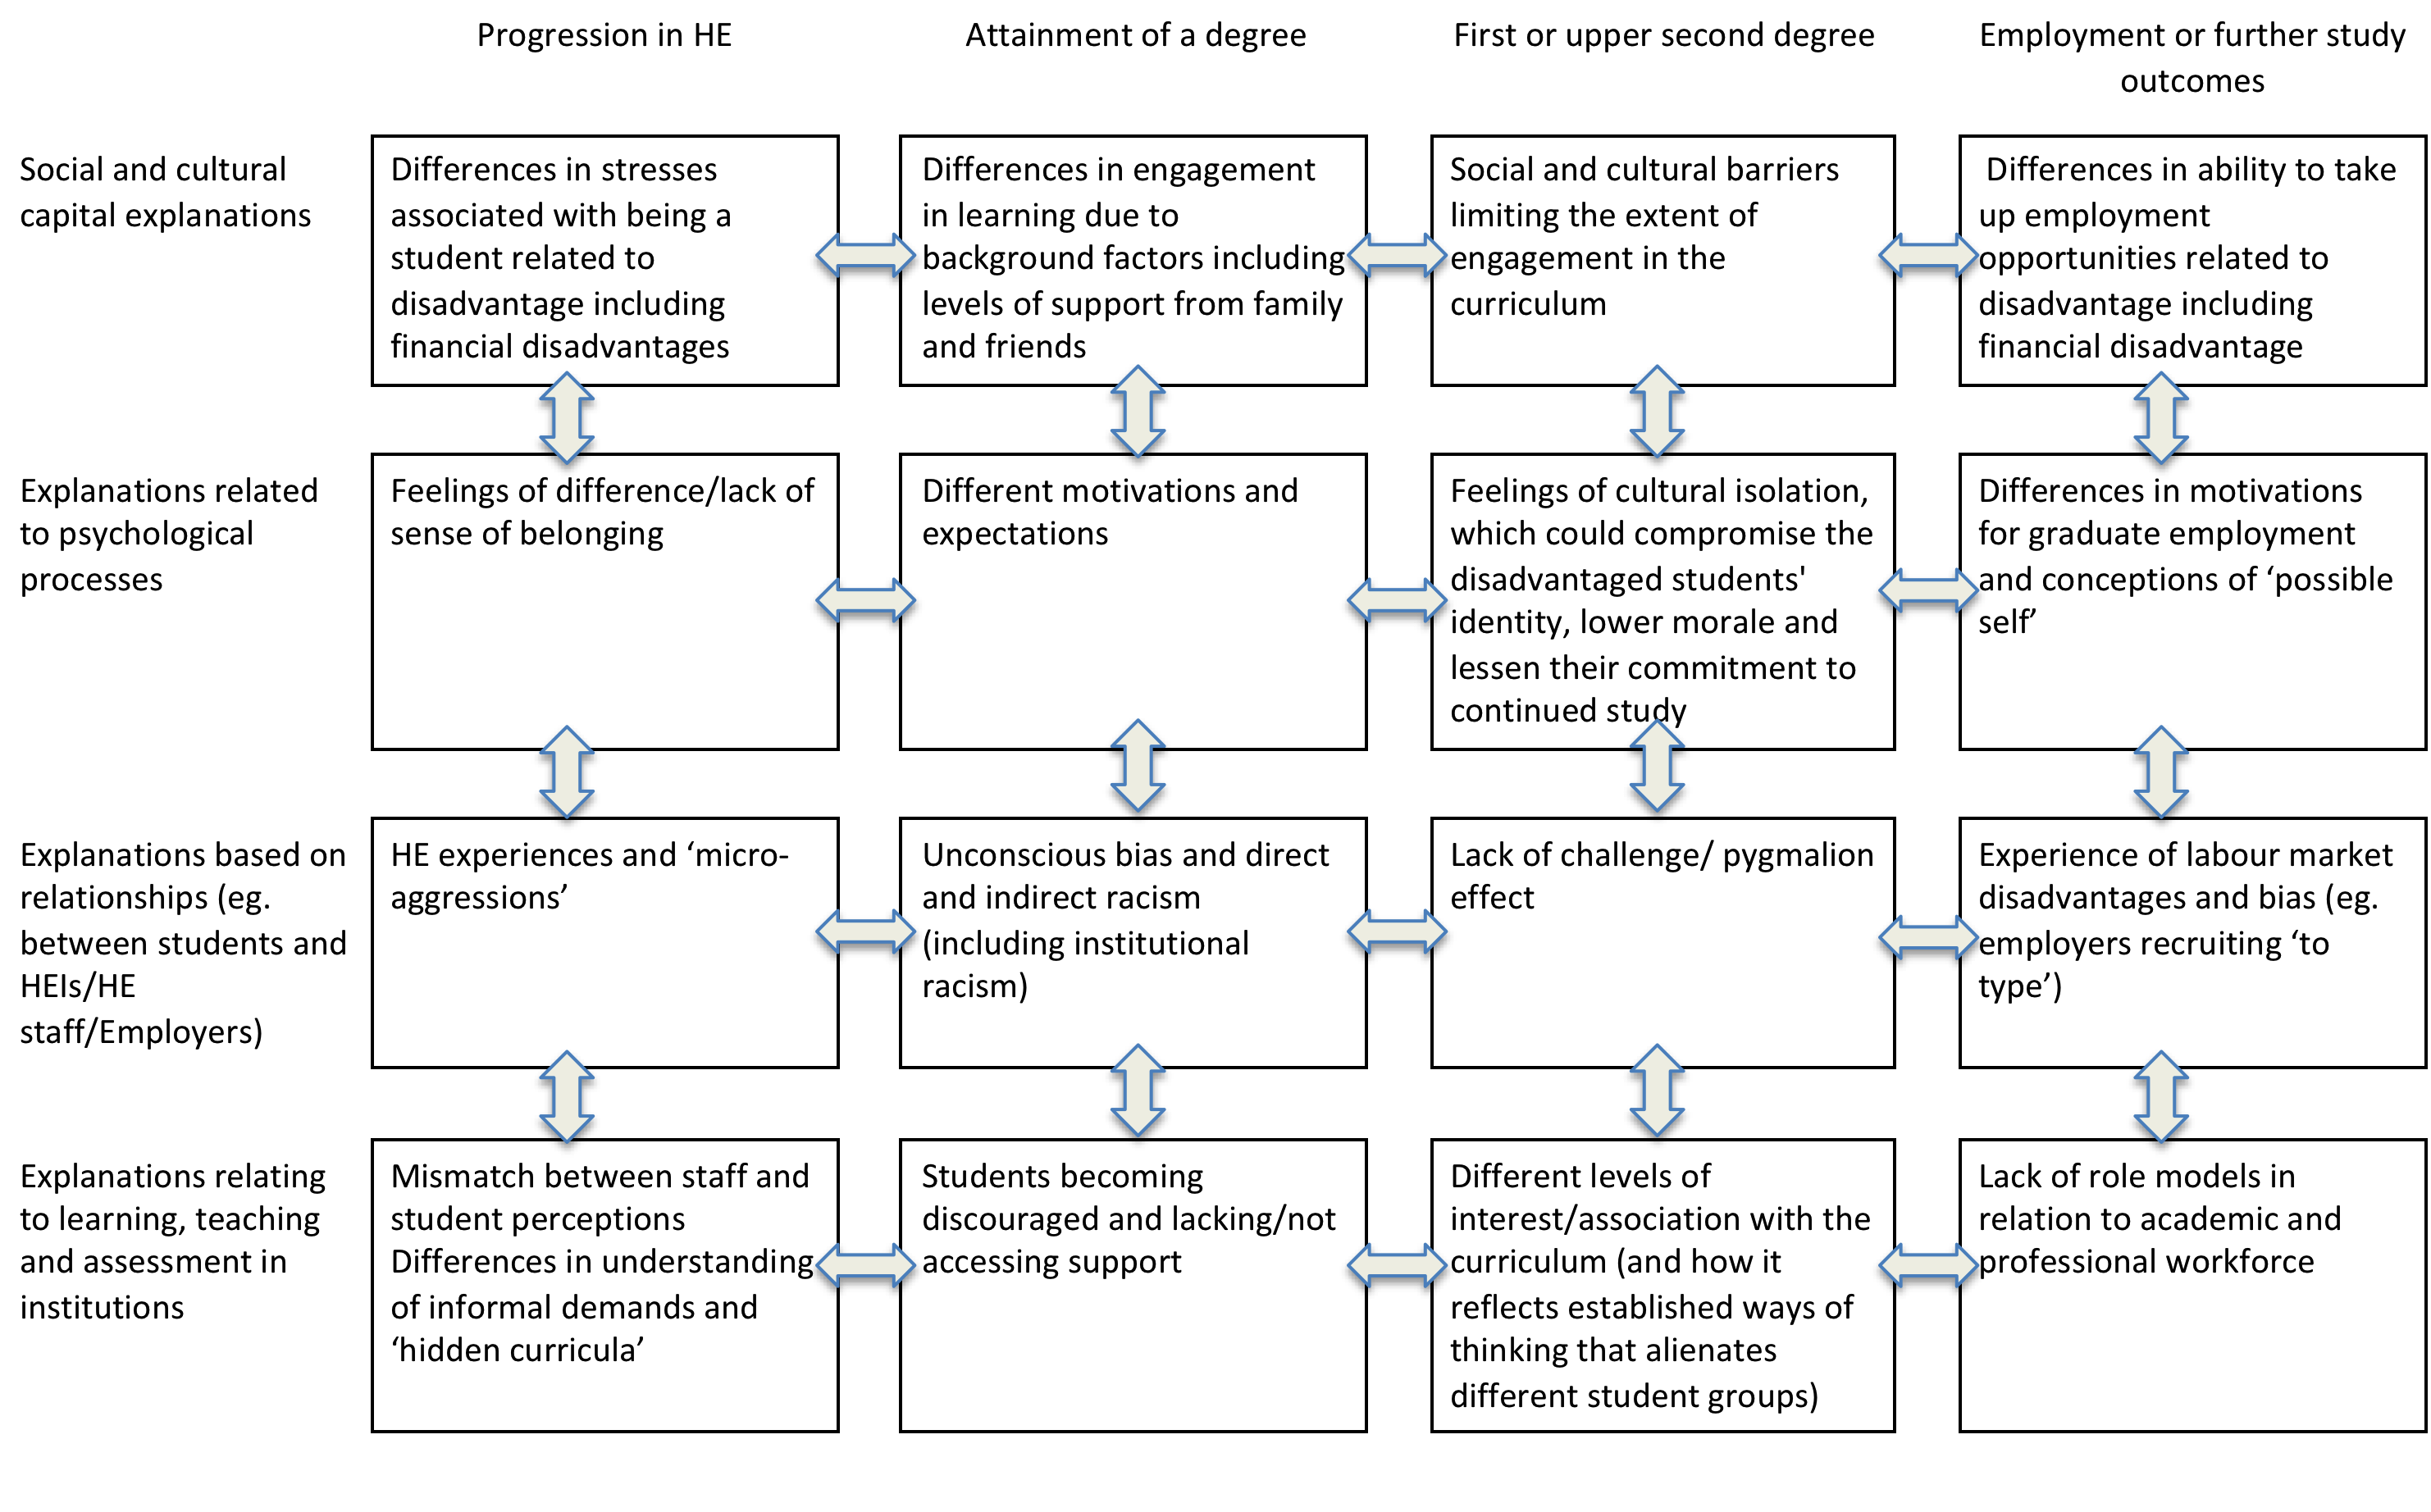 Progression in HE
Attainment of a degree
First or upper second degree
Employment or further study
outcomes
Social and cultural
capital explanations
Differences in stresses
associated with being a
student related to
disadvantage including
financial disadvantages
Differences in engagement
in learning due to
background factors including
levels of support from family
and friends
Social and cultural barriers
limiting the extent of
engagement in the
curriculum
Differences in ability to take
up employment
opportunities related to
disadvantage including
financial disadvantage
Explanations related
to psychological
processes
Feelings of difference/lack of
sense of belonging
Different motivations and
expectations
Feelings of cultural isolation,
which could compromise the
disadvantaged students'
identity, lower morale and
lessen their commitment to
continued study
Differences in motivations
for graduate employment
and conceptions of ‘possible
self’
Explanations based on
relationships (eg.
between students and
HEIs/HE
staff/Employers)
HE experiences and ‘micro-
aggressions’
Unconscious bias and direct
and indirect racism
(including institutional
racism)
Lack of challenge/ pygmalion
effect
Experience of labour market
disadvantages and bias (eg.
employers recruiting ‘to
type’)
Explanations relating
to learning, teaching
and assessment in
institutions
Mismatch between staff and
student perceptions
Differences in understanding
of informal demands and
‘hidden curricula’
Students becoming
discouraged and lacking/not
accessing support
Different levels of
interest/association with the
curriculum (and how it
reflects established ways of
thinking that alienates
different student groups)
Lack of role models in
relation to academic and
professional workforce